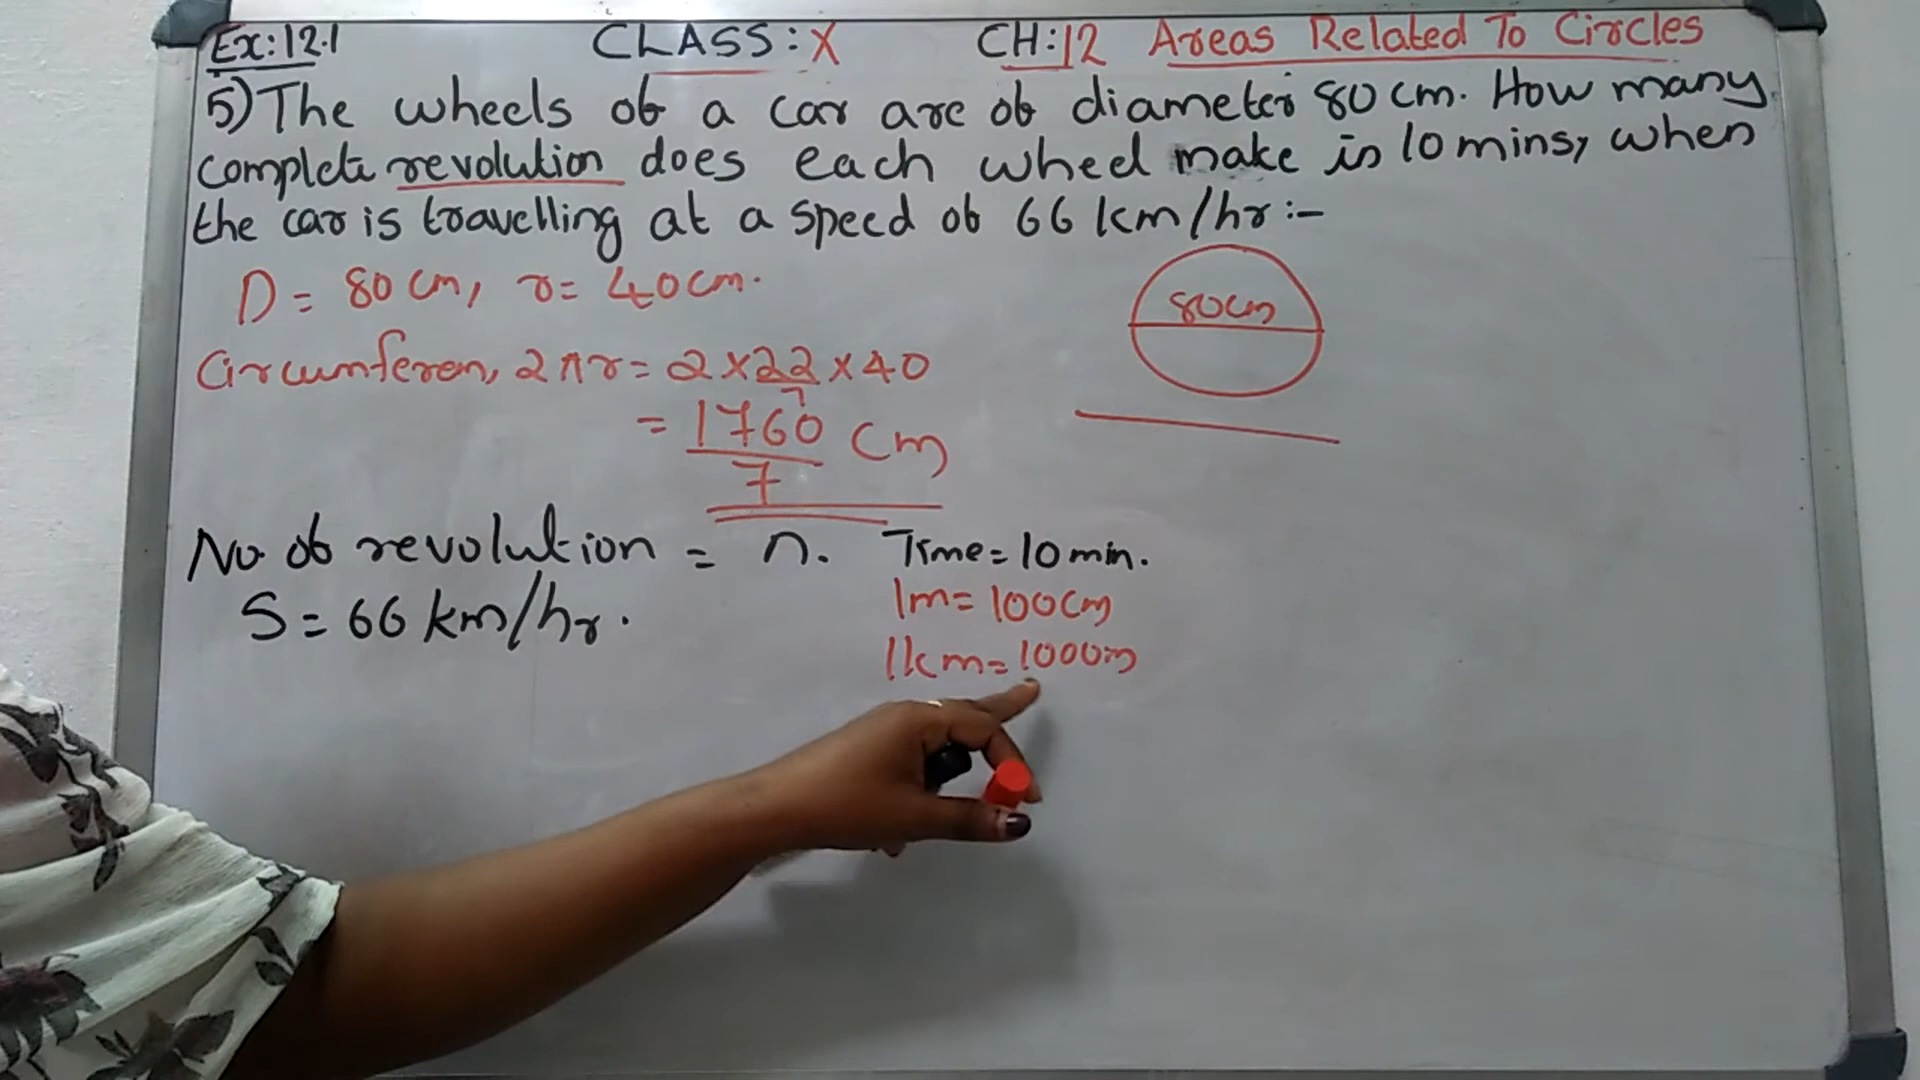 Ex:12.1 CLASS:X CH:12 Areas Related To Circles
5) The wheels of a car are of diameter 80 cm. How many
complete revolution does each wheel make in 10 mins, when
the car is travelling at a speed of 66 km/hr :-
D = 80 cm, r = 40 cm.
80cm
Circumferen, 2πr = 2 × 22/7 × 40
= 1760/7 cm
No. of revolution = n. Time = 10 min.
1m = 100cm
S = 66 km/hr.
1km = 1000m